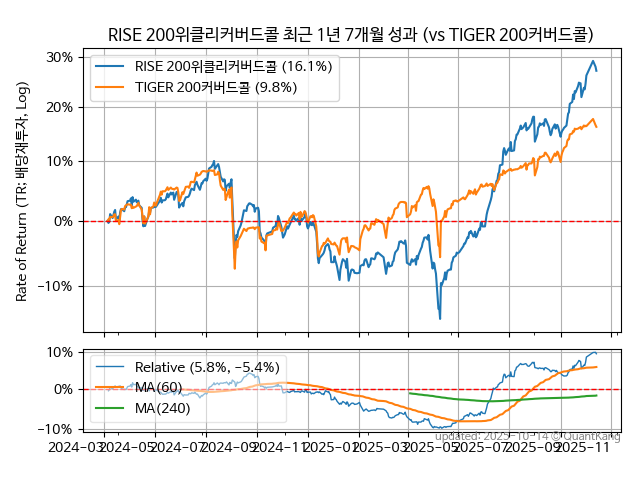 RISE 200위클리커버드콜 최근 1년 7개월 성과 (vs TIGER 200커버드콜)
Rate of Return (TR: 배당재투자, Log)
30%
20%
10%
0%
−10%
RISE 200위클리커버드콜 (16.1%)
TIGER 200커버드콜 (9.8%)
10%
0%
−10%
Relative (5.8%, −5.4%)
MA(60)
MA(240)
updated: 2025-10-14 © QuantKang
2024-03 2024-05 2024-07 2024-09 2024-11 2025-01 2025-03 2025-05 2025-07 2025-09 2025-11